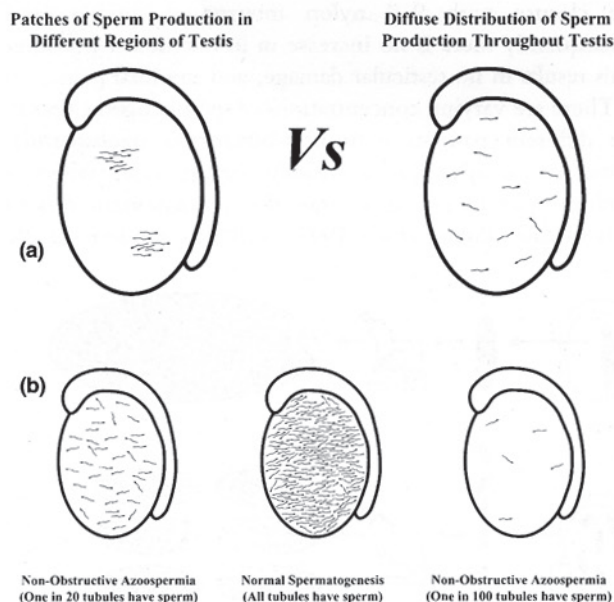 Patches of Sperm Production in
Different Regions of Testis
Diffuse Distribution of Sperm
Production Throughout Testis
Vs
(a)
(b)
Non-Obstructive Azoospermia
(One in 20 tubules have sperm)
Normal Spermatogenesis
(All tubules have sperm)
Non-Obstructive Azoospermia
(One in 100 tubules have sperm)